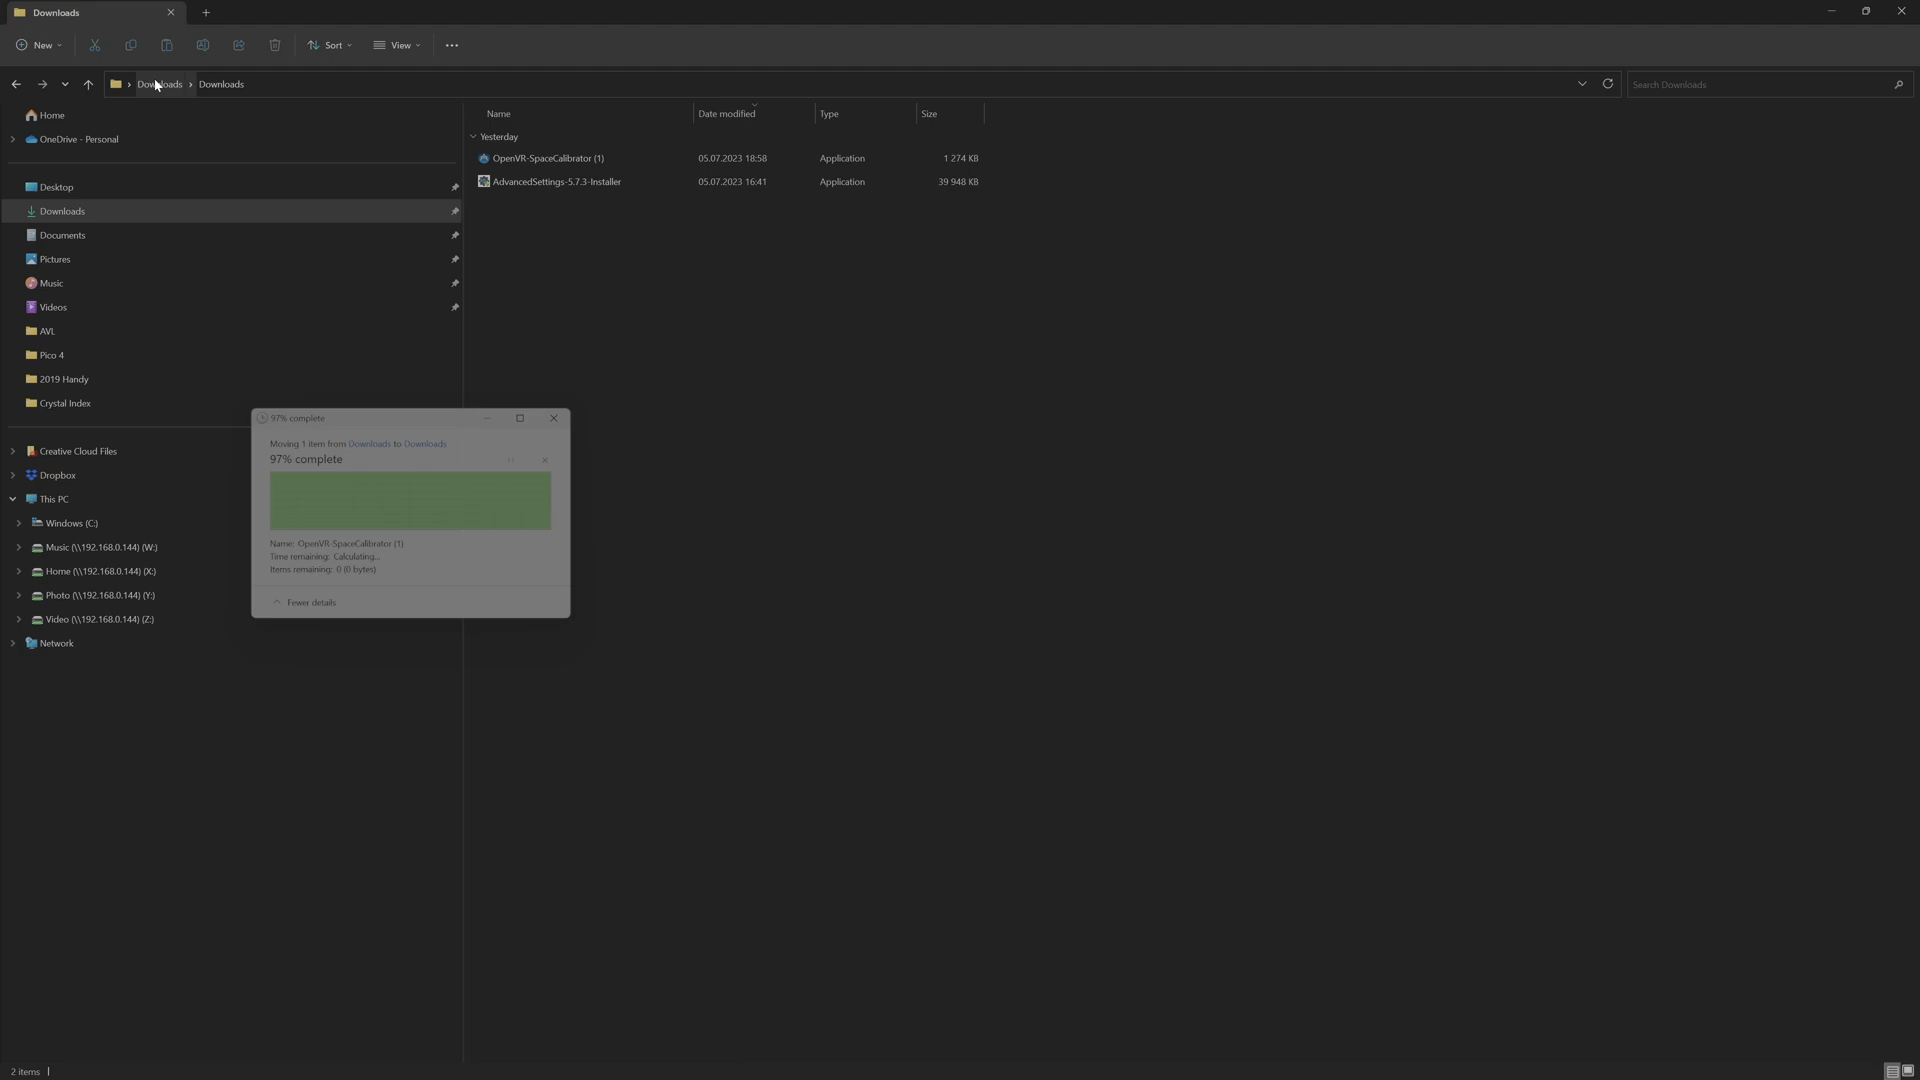 Downloads
New
Sort
View
Downloads
Downloads
Search Downloads
Home
OneDrive - Personal
Desktop
Downloads
Documents
Pictures
Music
Videos
AVL
Pico 4
2019 Handy
Crystal Index
Creative Cloud Files
Dropbox
This PC
Windows (C:)
Music (\\192.168.0.144) (W:)
Home (\\192.168.0.144) (X:)
Photo (\\192.168.0.144) (Y:)
Video (\\192.168.0.144) (Z:)
Network
Name Date modified Type Size
Yesterday
OpenVR-SpaceCalibrator (1) 05.07.2023 18:58 Application 1 274 KB
AdvancedSettings-5.7.3-Installer 05.07.2023 16:41 Application 39 948 KB
97% complete
Moving 1 item from Downloads to Downloads
97% complete
Name: OpenVR-SpaceCalibrator (1)
Time remaining: Calculating...
Items remaining: 0 (0 bytes)
Fewer details
2 items